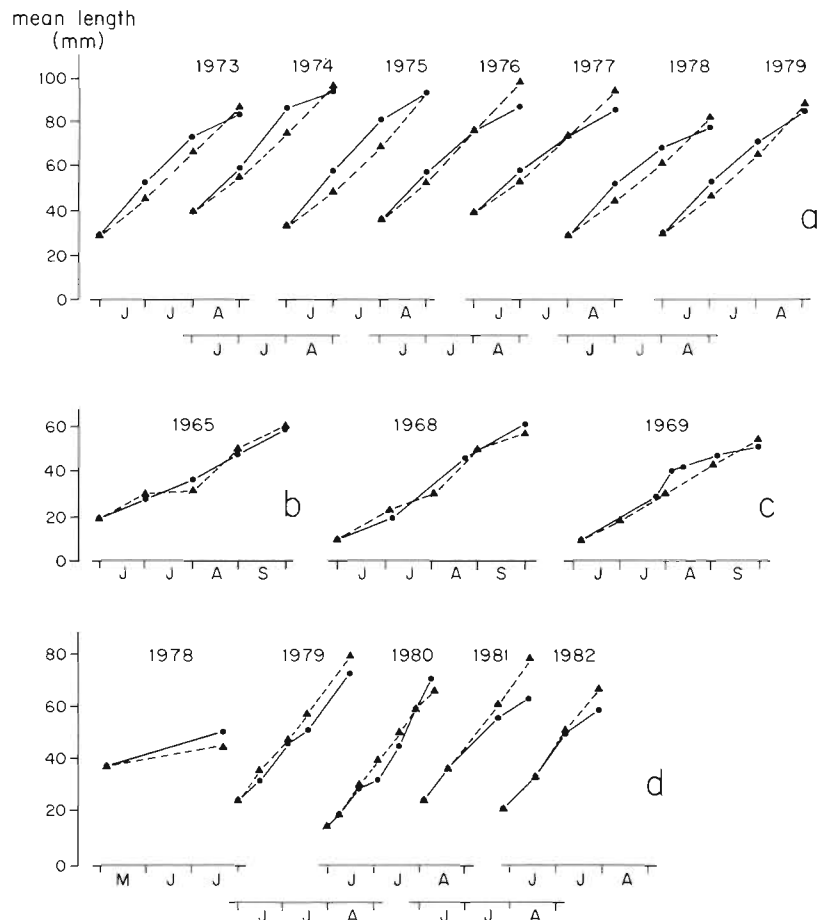 mean length
(mm)
1973 1974 1975 1976 1977 1978 1979
100
80
60
40
20
0
a
J J A J J A J J A J J A
J J A J J A J J A
1965 1968 1969
60
40
20
0
b c
J J A S J J A S J J A S
1978 1979 1980 1981 1982
80
60
40
20
0
d
M J J J J A J J A
J J A J J A